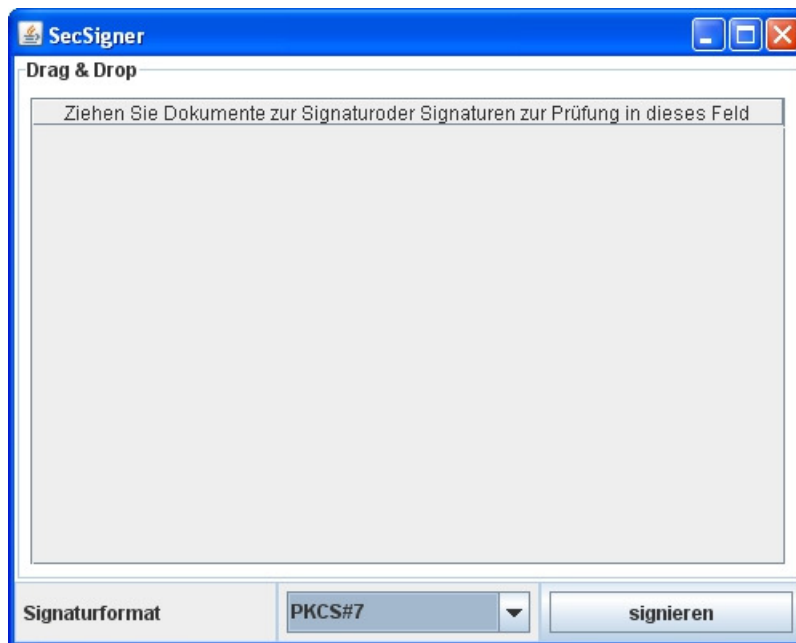 SecSigner
Drag & Drop
Ziehen Sie Dokumente zur Signaturoder Signaturen zur Prüfung in dieses Feld
Signaturformat PKCS#7 signieren